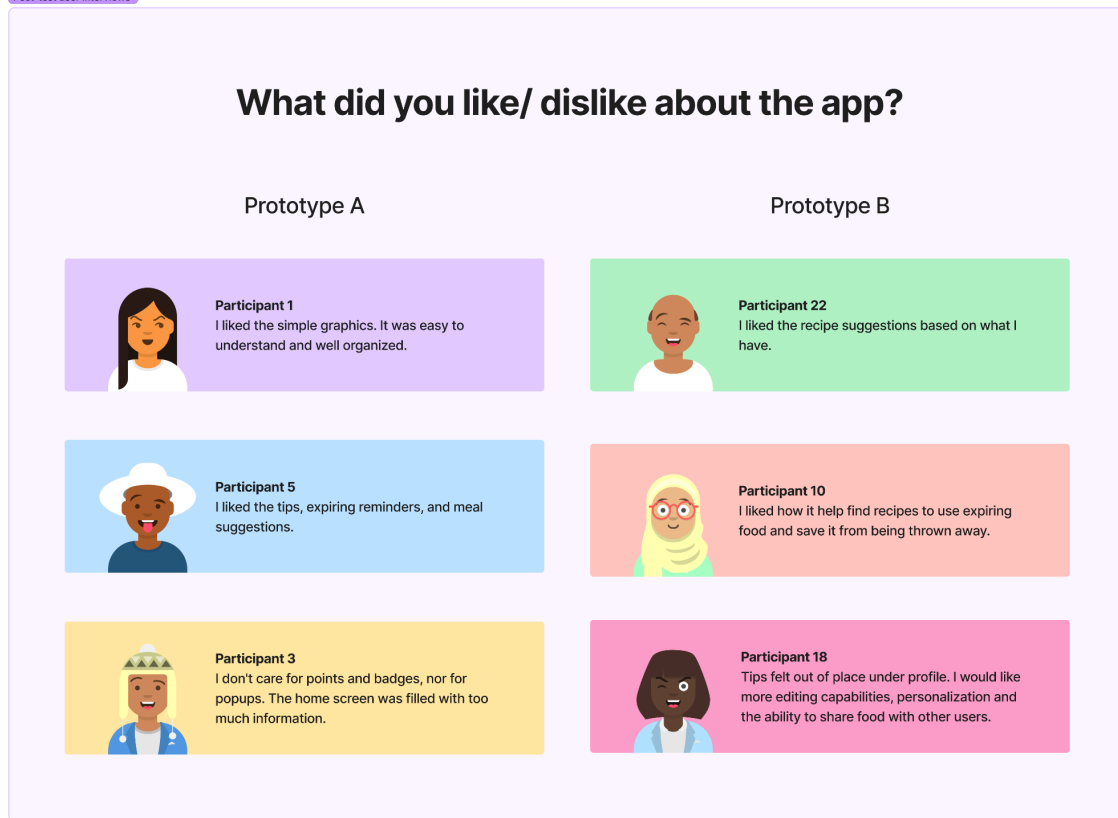 What did you like/ dislike about the app?
Prototype A
Participant 1
I liked the simple graphics. It was easy to
understand and well organized.
Participant 5
I liked the tips, expiring reminders, and meal
suggestions.
Participant 3
I don't care for points and badges, nor for
popups. The home screen was filled with too
much information.
Prototype B
Participant 22
I liked the recipe suggestions based on what I
have.
Participant 10
I liked how it help find recipes to use expiring
food and save it from being thrown away.
Participant 18
Tips felt out of place under profile. I would like
more editing capabilities, personalization and
the ability to share food with other users.